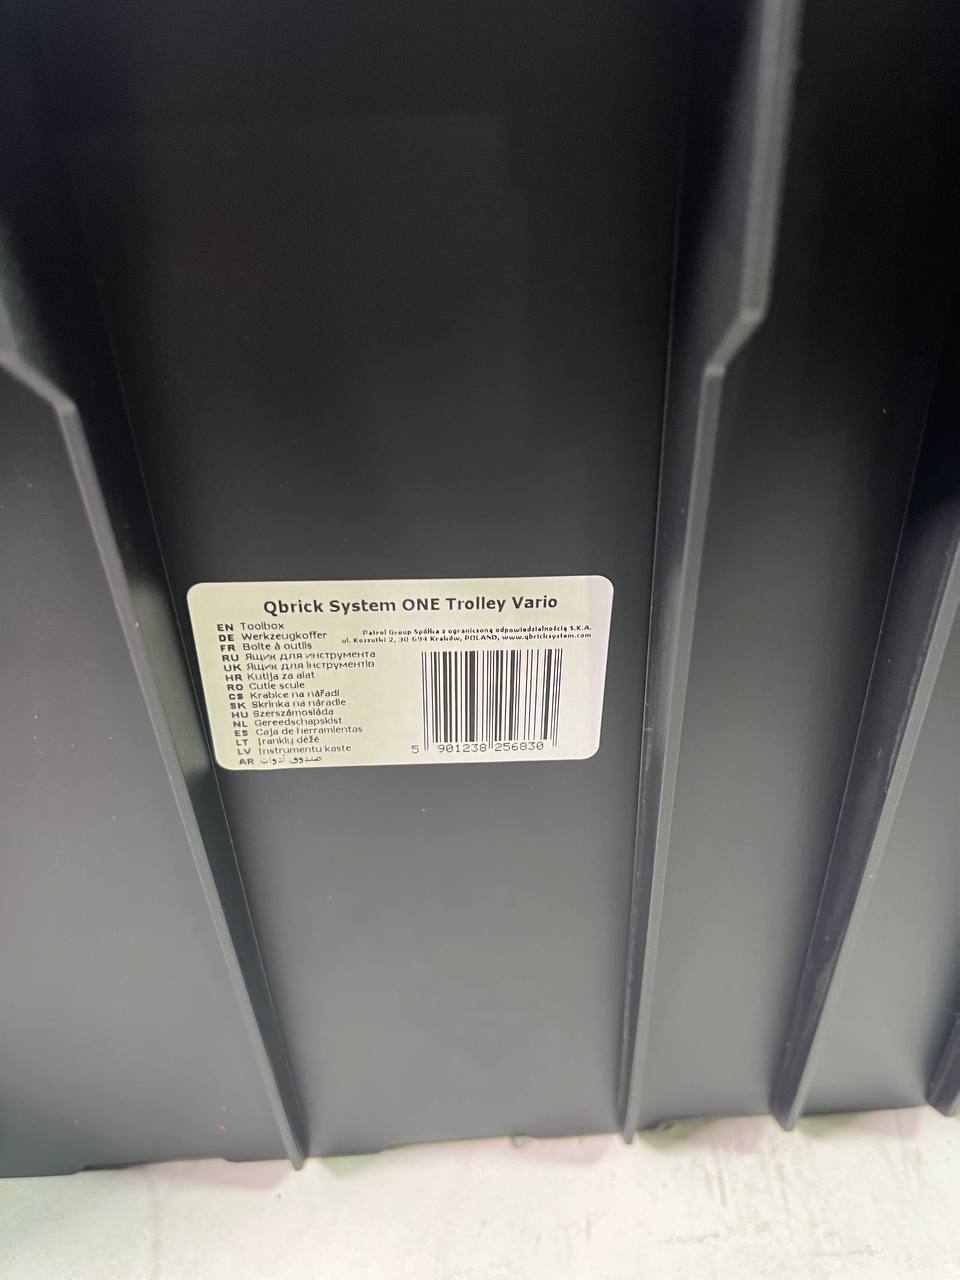 Qbrick System ONE Trolley Vario
EN Toolbox
DE Werkzeugkoffer
FR Boîte à outils
RU Ящик для инструмента
UK Ящик для інструментів
HR Kutija za alat
RO Cutie scule
CS Krabice na nářadí
SK Skrinka na náradie
HU Szerszámosláda
NL Gereedschapskist
ES Caja de herramientas
LT Įrankių dėžė
LV Instrumentu kaste
AR صندوق أدوات
Patrol Group Spółka z ograniczoną odpowiedzialnością S.K.A.
ul. Koszutki 2, 30-694 Kraków, POLAND, www.qbricksystem.com
5 901238 256830